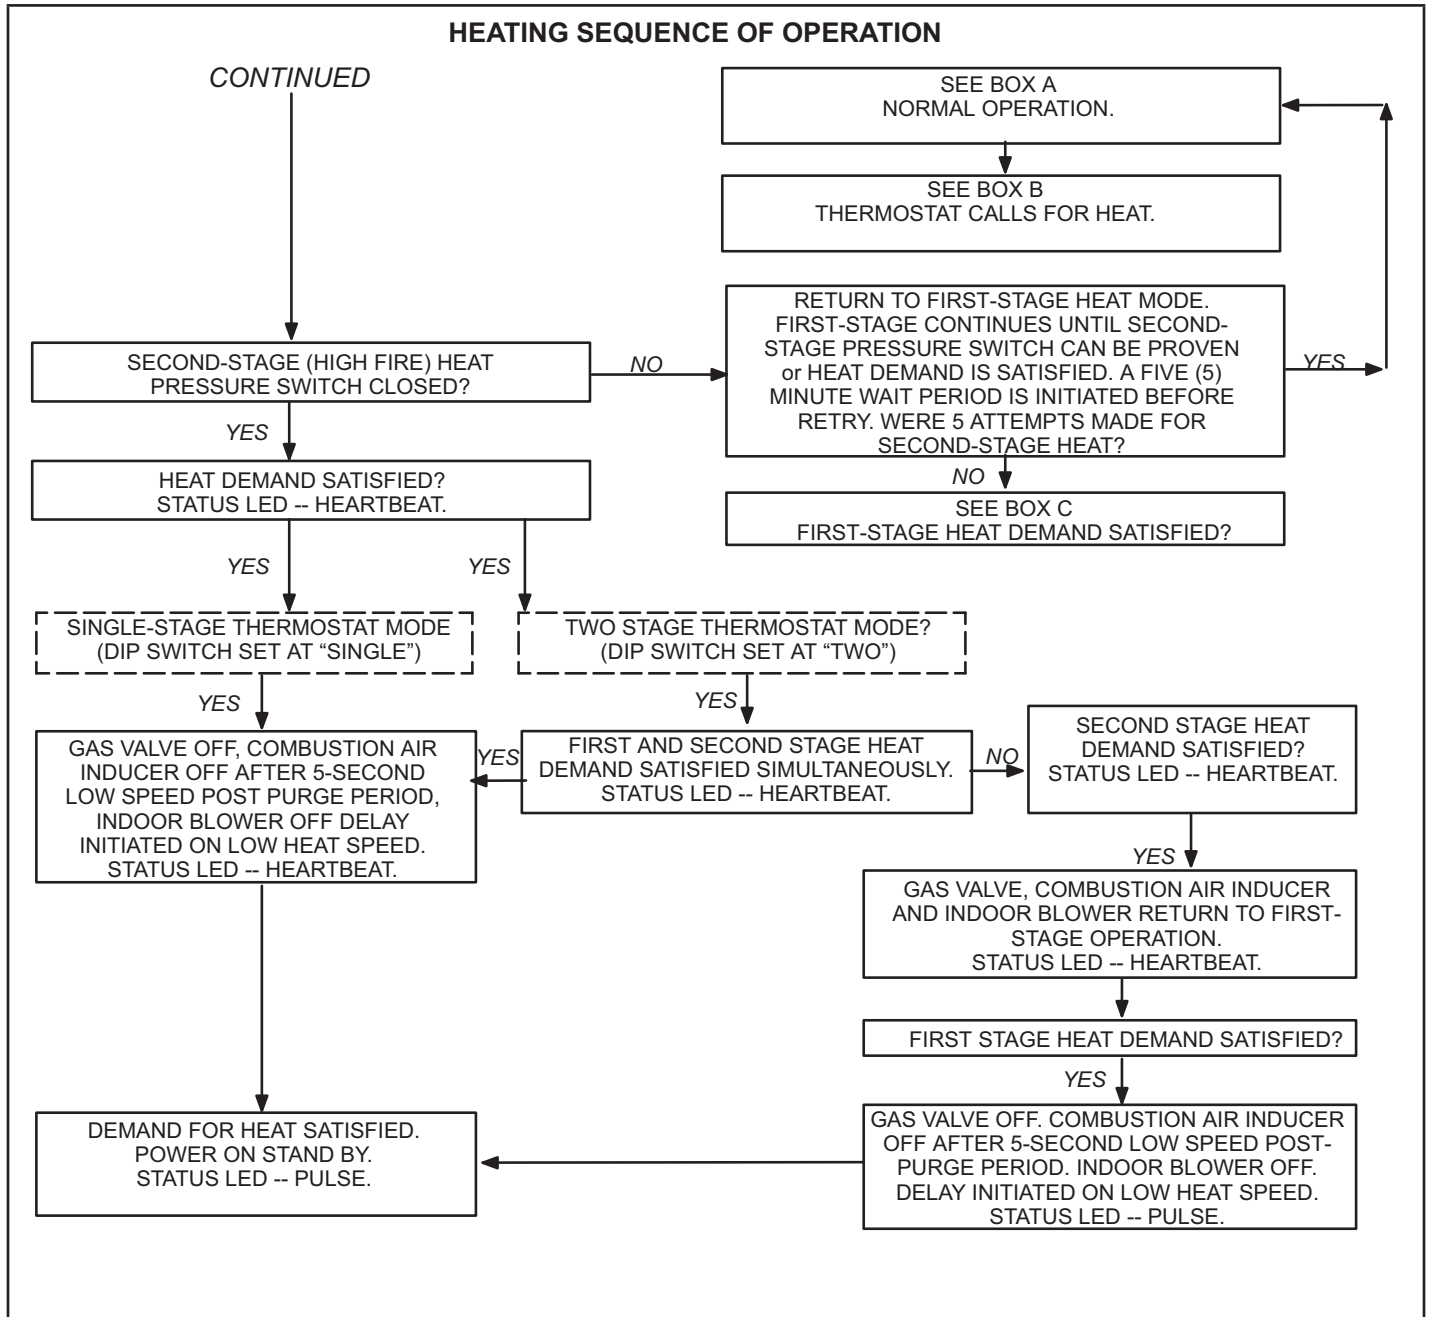 HEATING SEQUENCE OF OPERATION
CONTINUED
SEE BOX A
NORMAL OPERATION.
SEE BOX B
THERMOSTAT CALLS FOR HEAT.
SECOND-STAGE (HIGH FIRE) HEAT
PRESSURE SWITCH CLOSED?
NO
RETURN TO FIRST-STAGE HEAT MODE.
FIRST-STAGE CONTINUES UNTIL SECOND-
STAGE PRESSURE SWITCH CAN BE PROVEN
or HEAT DEMAND IS SATISFIED. A FIVE (5)
MINUTE WAIT PERIOD IS INITIATED BEFORE
RETRY. WERE 5 ATTEMPTS MADE FOR
SECOND-STAGE HEAT?
YES
NO
SEE BOX C
FIRST-STAGE HEAT DEMAND SATISFIED?
YES
HEAT DEMAND SATISFIED?
STATUS LED -- HEARTBEAT.
YES
YES
SINGLE-STAGE THERMOSTAT MODE
(DIP SWITCH SET AT “SINGLE”)
TWO STAGE THERMOSTAT MODE?
(DIP SWITCH SET AT “TWO”)
YES
YES
GAS VALVE OFF, COMBUSTION AIR
INDUCER OFF AFTER 5-SECOND
LOW SPEED POST PURGE PERIOD,
INDOOR BLOWER OFF DELAY
INITIATED ON LOW HEAT SPEED.
STATUS LED -- HEARTBEAT.
YES
FIRST AND SECOND STAGE HEAT
DEMAND SATISFIED SIMULTANEOUSLY.
STATUS LED -- HEARTBEAT.
NO
SECOND STAGE HEAT
DEMAND SATISFIED?
STATUS LED -- HEARTBEAT.
YES
GAS VALVE, COMBUSTION AIR INDUCER
AND INDOOR BLOWER RETURN TO FIRST-
STAGE OPERATION.
STATUS LED -- HEARTBEAT.
FIRST STAGE HEAT DEMAND SATISFIED?
YES
GAS VALVE OFF. COMBUSTION AIR INDUCER
OFF AFTER 5-SECOND LOW SPEED POST-
PURGE PERIOD. INDOOR BLOWER OFF.
DELAY INITIATED ON LOW HEAT SPEED.
STATUS LED -- PULSE.
DEMAND FOR HEAT SATISFIED.
POWER ON STAND BY.
STATUS LED -- PULSE.